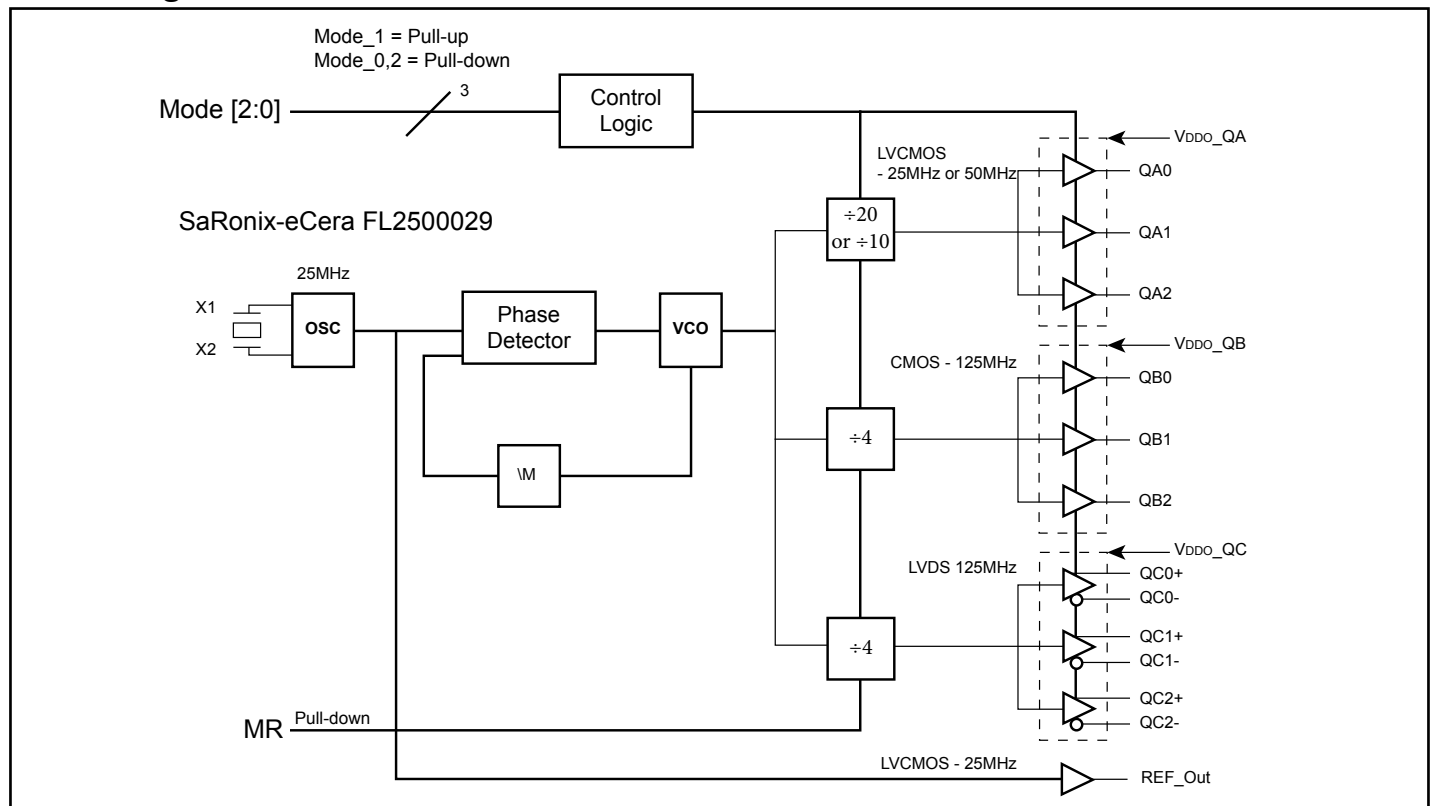 Mode_1 = Pull-up
Mode_0,2 = Pull-down
Mode [2:0]
3
Control
Logic
VDDO_QA
LVCMOS
- 25MHz or 50MHz
QA0
÷20
or ÷10
QA1
QA2
SaRonix-eCera FL2500029
25MHz
X1
X2
OSC
Phase
Detector
VCO
\M
VDDO_QB
CMOS - 125MHz
QB0
÷4
QB1
QB2
VDDO_QC
LVDS 125MHz
QC0+
QC0-
÷4
QC1+
QC1-
QC2+
QC2-
MR
Pull-down
LVCMOS - 25MHz
REF_Out